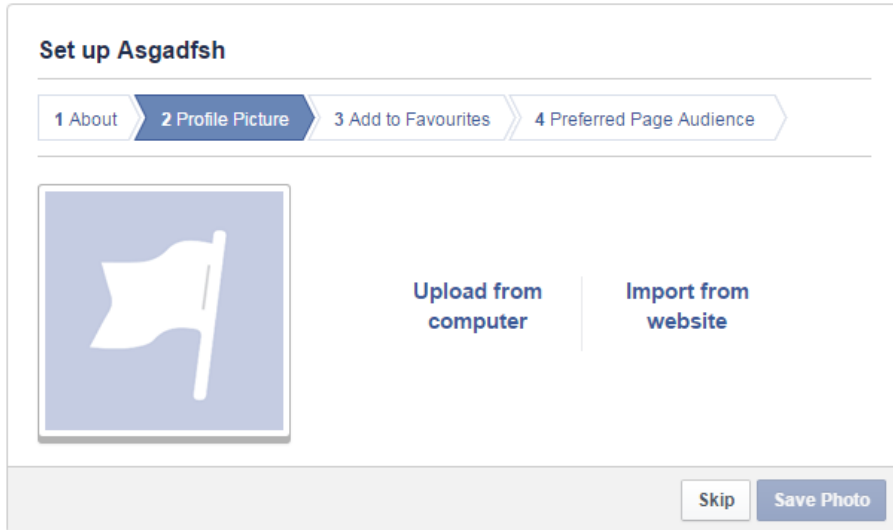 Set up Asgadfsh
1 About 2 Profile Picture 3 Add to Favourites 4 Preferred Page Audience
Upload from computer
Import from website
Skip Save Photo